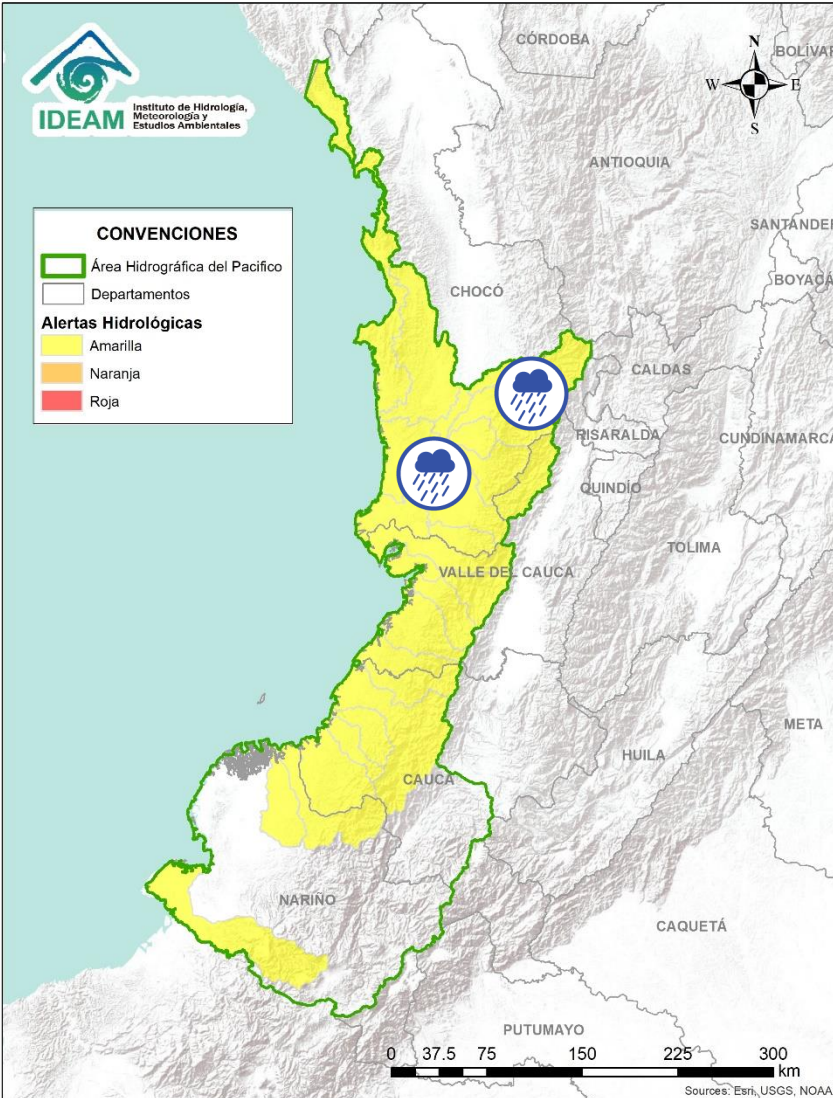 IDEAM
Instituto de Hidrología,
Meteorología y
Estudios Ambientales
CÓRDOBA
BOLÍVAR
N
W
E
S
ANTIOQUIA
SANTANDER
BOYACÁ
CONVENCIONES
Área Hidrográfica del Pacifico
Departamentos
Alertas Hidrológicas
Amarilla
Naranja
Roja
CHOCÓ
CALDAS
RISARALDA
CUNDINAMARCA
QUINDÍO
TOLIMA
VALLE DEL CAUCA
META
HUILA
CAUCA
NARIÑO
CAQUETÁ
PUTUMAYO
0 37.5 75 150 225 300
km
Sources: Esri, USGS, NOAA